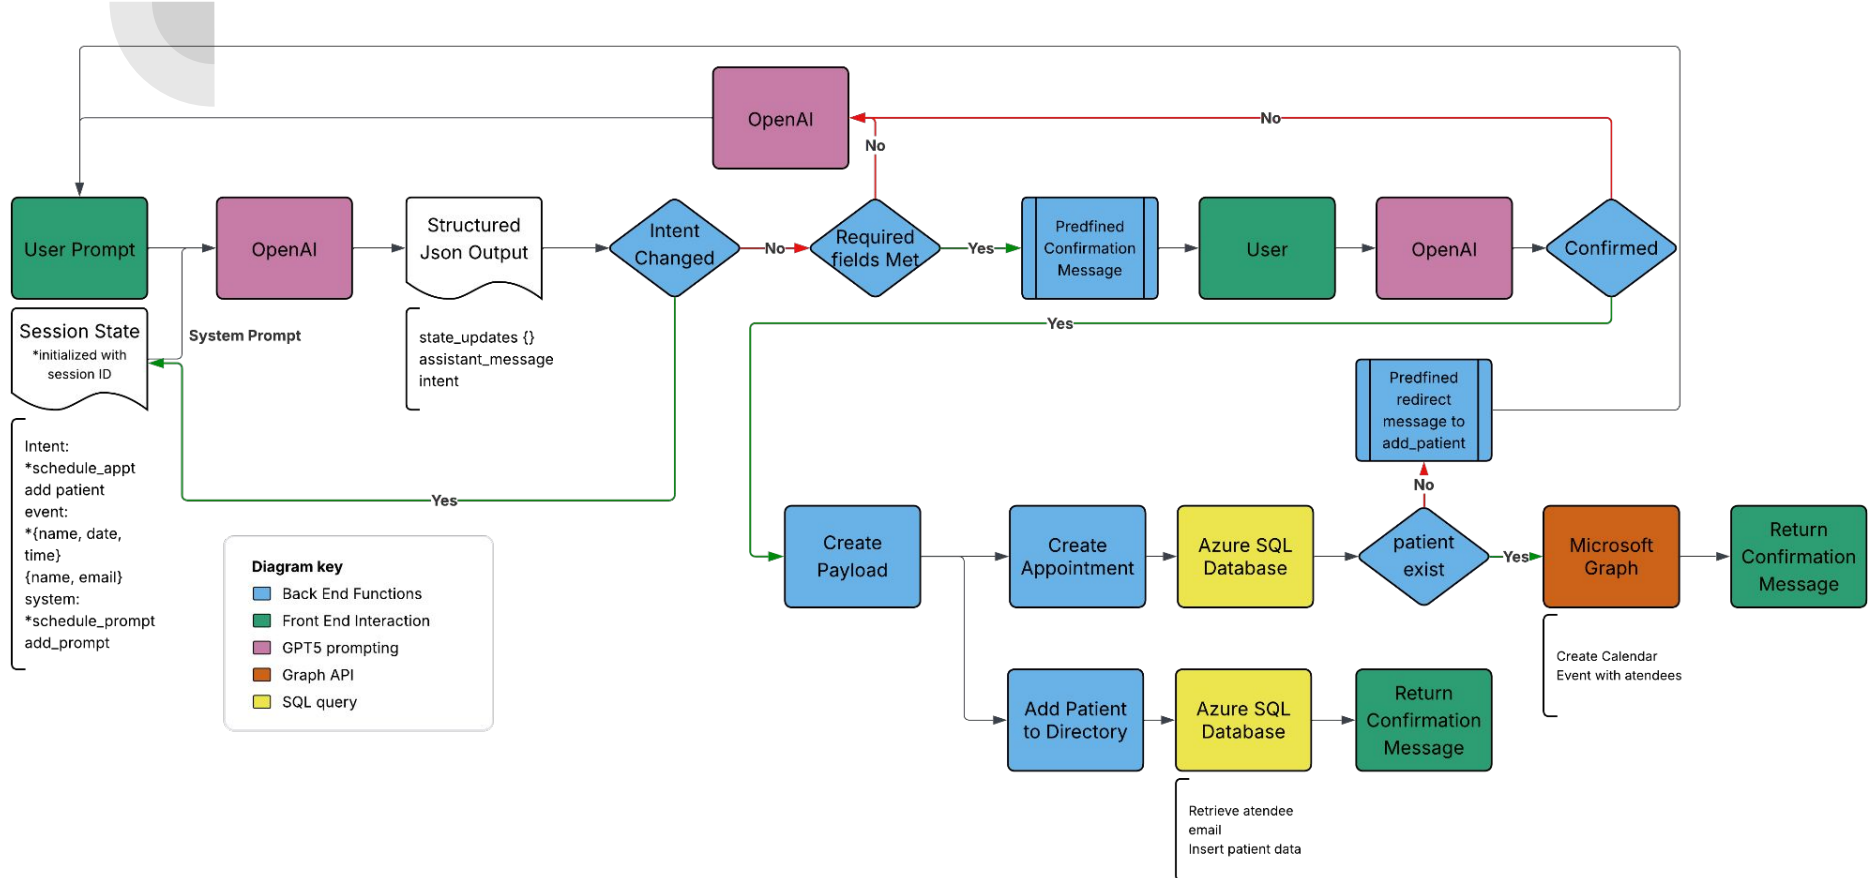 OpenAI
No
No
User Prompt
OpenAI
Structured
Json Output
Intent
Changed
No
Required
fields Met
Yes
Predfined
Confirmation
Message
User
OpenAI
Confirmed
Session State
*initialized with
session ID
System Prompt
state_updates {}
assistant_message
intent
Yes
Predfined
redirect
message to
add_patient
Intent:
*schedule_appt
add patient
event:
*{name, date,
time}
{name, email}
system:
*schedule_prompt
add_prompt
Yes
No
Diagram key
Back End Functions
Front End Interaction
GPT5 prompting
Graph API
SQL query
Create
Payload
Create
Appointment
Azure SQL
Database
patient
exist
Yes
Microsoft
Graph
Return
Confirmation
Message
Create Calendar
Event with atendees
Add Patient
to Directory
Azure SQL
Database
Return
Confirmation
Message
Retrieve atendee
email
Insert patient data